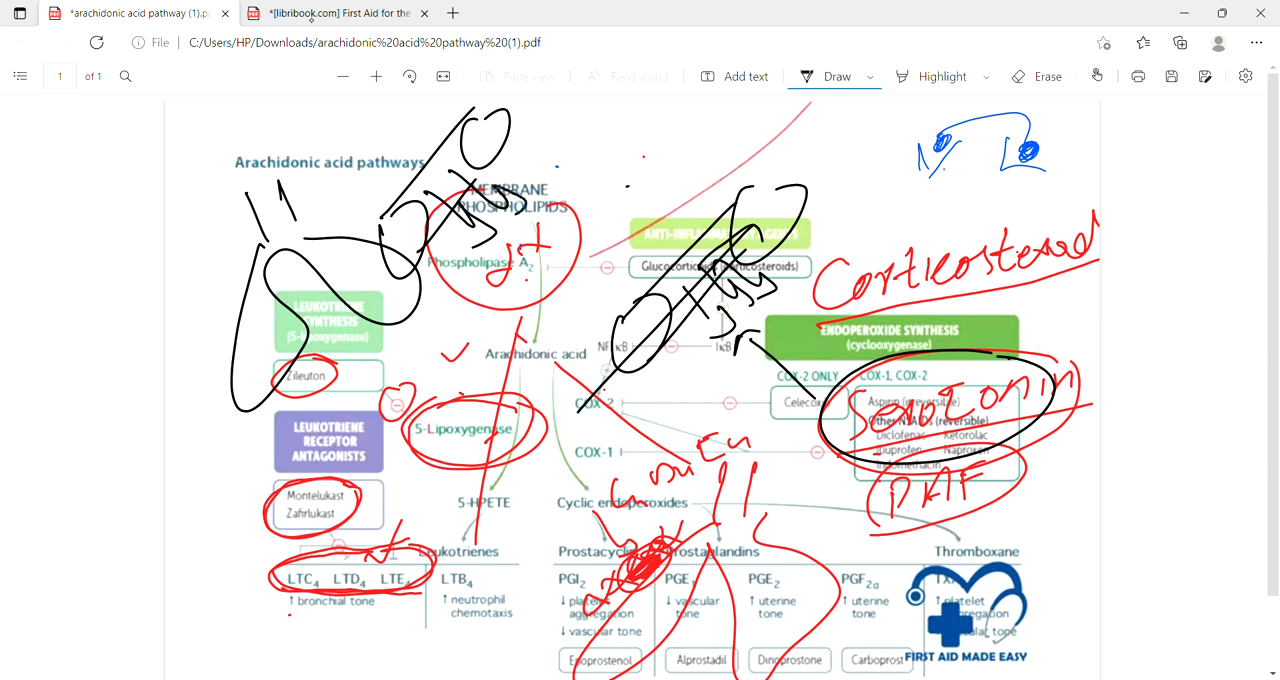 *arachidonic acid pathway (1).p
*[libribook.com] First Aid for the
File
C:/Users/HP/Downloads/arachidonic%20acid%20pathway%20(1).pdf
1 of 1
Page view
Read aloud
Add text
Draw
Highlight
Erase
Arachidonic acid pathways
MEMBRANE
PHOSPHOLIPIDS
Corticosteroid
Phospholipase A2
Glucocorticoids (corticosteroids)
LEUKOTRIENE
SYNTHESIS
(5-lipoxygenase)
ENDOPEROXIDE SYNTHESIS
(cyclooxygenase)
Arachidonic acid
NF-κB
IκB
Zileuton
COX-2 ONLY
COX-1, COX-2
COX-2
Celecoxib
Aspirin (irreversible)
Other NSAIDs (reversible)
Diclofenac Ketorolac
Ibuprofen Naproxen
Indomethacin
Serotonin
5-Lipoxygenase
LEUKOTRIENE
RECEPTOR
ANTAGONISTS
COX-1
PAF
Montelukast
Zafirlukast
5-HPETE
Cyclic endoperoxides
Leukotrienes
Prostacyclin
Prostaglandins
Thromboxane
LTC4 LTD4 LTE4
↑ bronchial tone
LTB4
↑ neutrophil
chemotaxis
PGI2
↓ platelet
aggregation
↓ vascular tone
PGE1
↓ vascular
tone
PGE2
↑ uterine
tone
PGF2α
↑ uterine
tone
↑ platelet
Epoprostenol
Alprostadil
Dinoprostone
Carboprost
FIRST AID MADE EASY